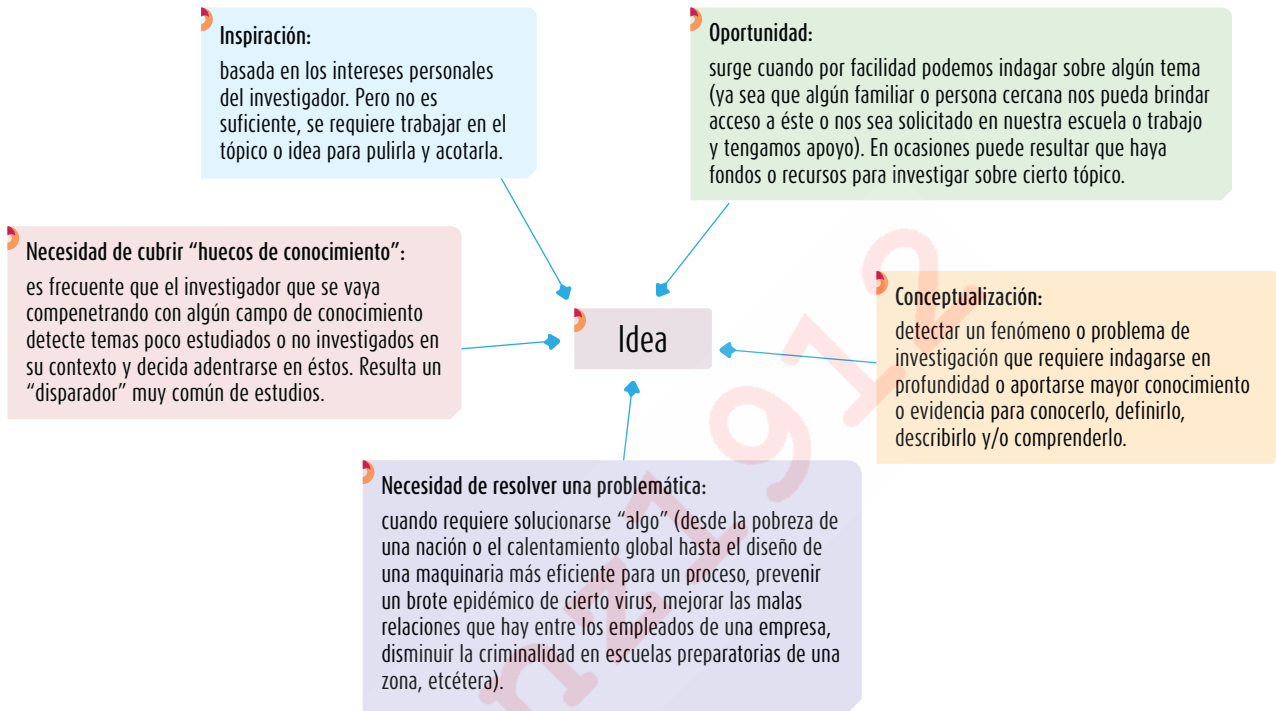 Inspiración:
basada en los intereses personales
del investigador. Pero no es
suficiente, se requiere trabajar en el
tópico o idea para pulirla y acotarla.
Oportunidad:
surge cuando por facilidad podemos indagar sobre algún tema
(ya sea que algún familiar o persona cercana nos pueda brindar
acceso a éste o nos sea solicitado en nuestra escuela o trabajo
y tengamos apoyo). En ocasiones puede resultar que haya
fondos o recursos para investigar sobre cierto tópico.
Necesidad de cubrir “huecos de conocimiento”:
es frecuente que el investigador que se vaya
compenetrando con algún campo de conocimiento
detecte temas poco estudiados o no investigados en
su contexto y decida adentrarse en éstos. Resulta un
“disparador” muy común de estudios.
Idea
Conceptualización:
detectar un fenómeno o problema de
investigación que requiere indagarse en
profundidad o aportarse mayor conocimiento
o evidencia para conocerlo, definirlo,
describirlo y/o comprenderlo.
Necesidad de resolver una problemática:
cuando requiere solucionarse “algo” (desde la pobreza de
una nación o el calentamiento global hasta el diseño de
una maquinaria más eficiente para un proceso, prevenir
un brote epidémico de cierto virus, mejorar las malas
relaciones que hay entre los empleados de una empresa,
disminuir la criminalidad en escuelas preparatorias de una
zona, etcétera).
nz1912